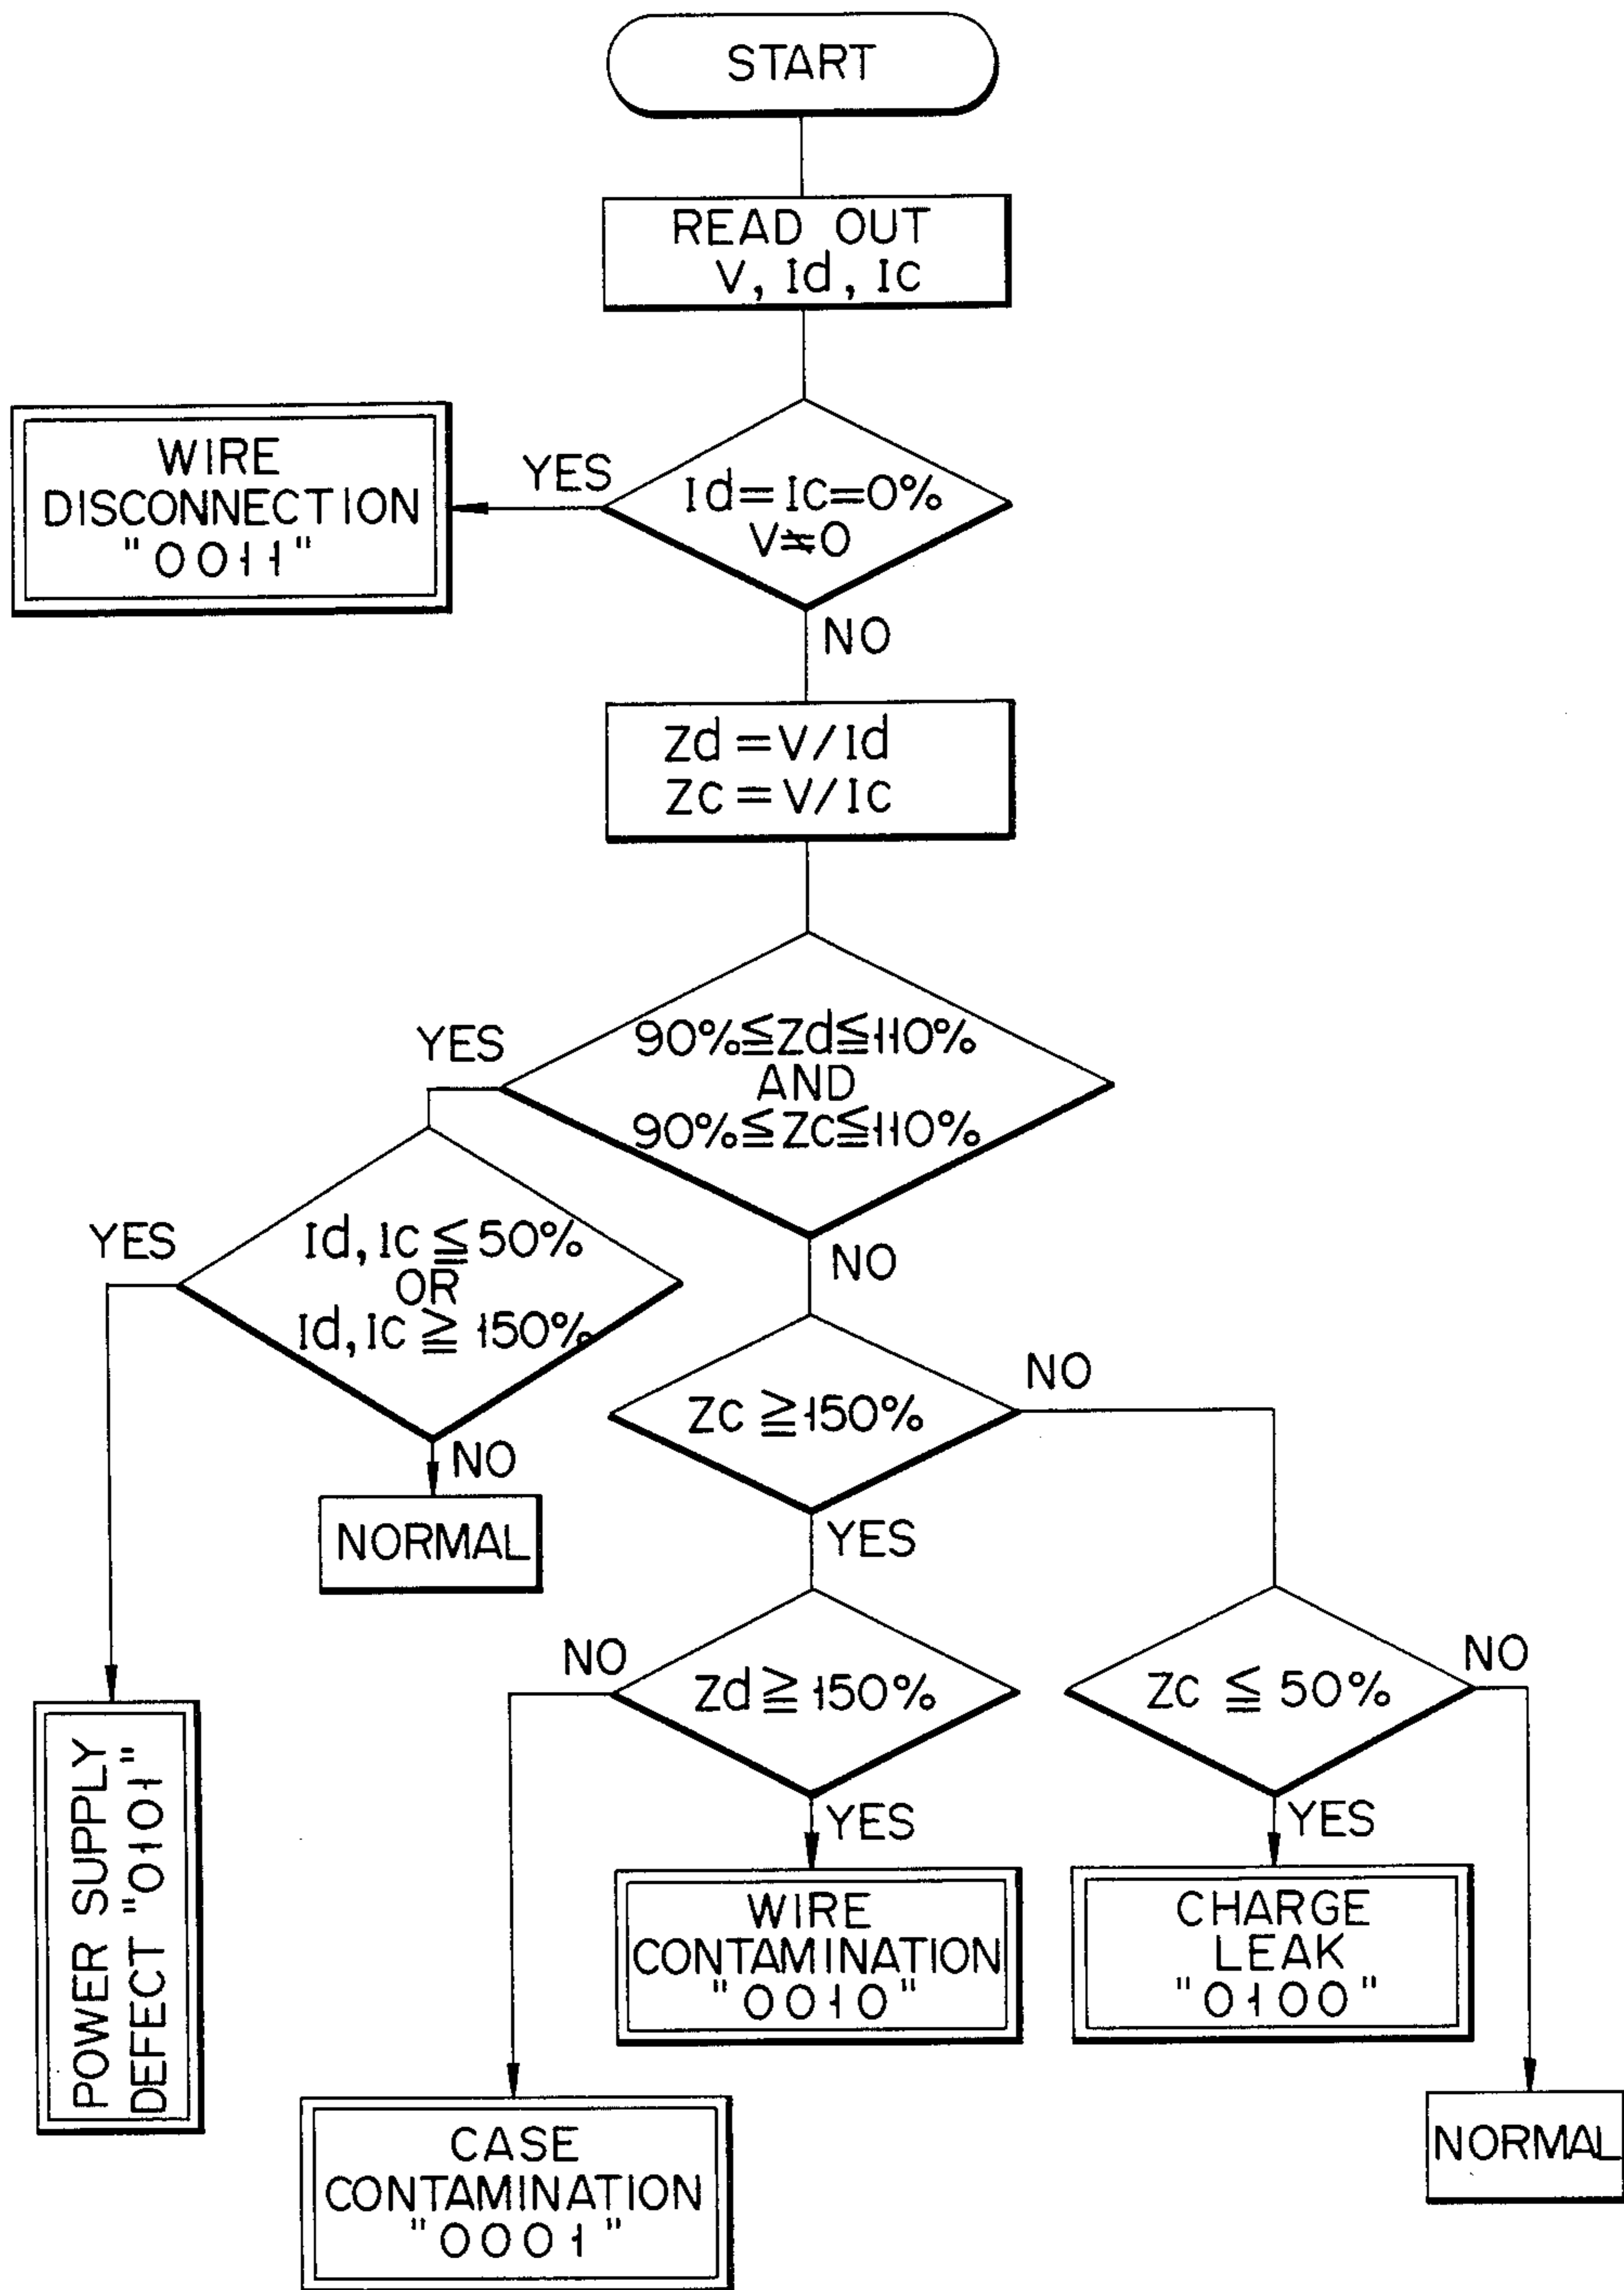 START
READ OUT
V, Id, Ic
WIRE
DISCONNECTION
"0011"
YES
Id=Ic=0%
V≠0
NO
Zd=V/Id
Zc=V/Ic
YES
90%≦Zd≦110%
AND
90%≦Zc≦110%
NO
YES
Id, Ic ≦ 50%
OR
Id, Ic ≧ 150%
NO
NORMAL
Zc ≧ 150%
NO
YES
NO
Zd ≧ 150%
YES
Zc ≦ 50%
NO
YES
POWER SUPPLY
DEFECT "0101"
WIRE
CONTAMINATION
"0010"
CHARGE
LEAK
"0100"
CASE
CONTAMINATION
"0001"
NORMAL